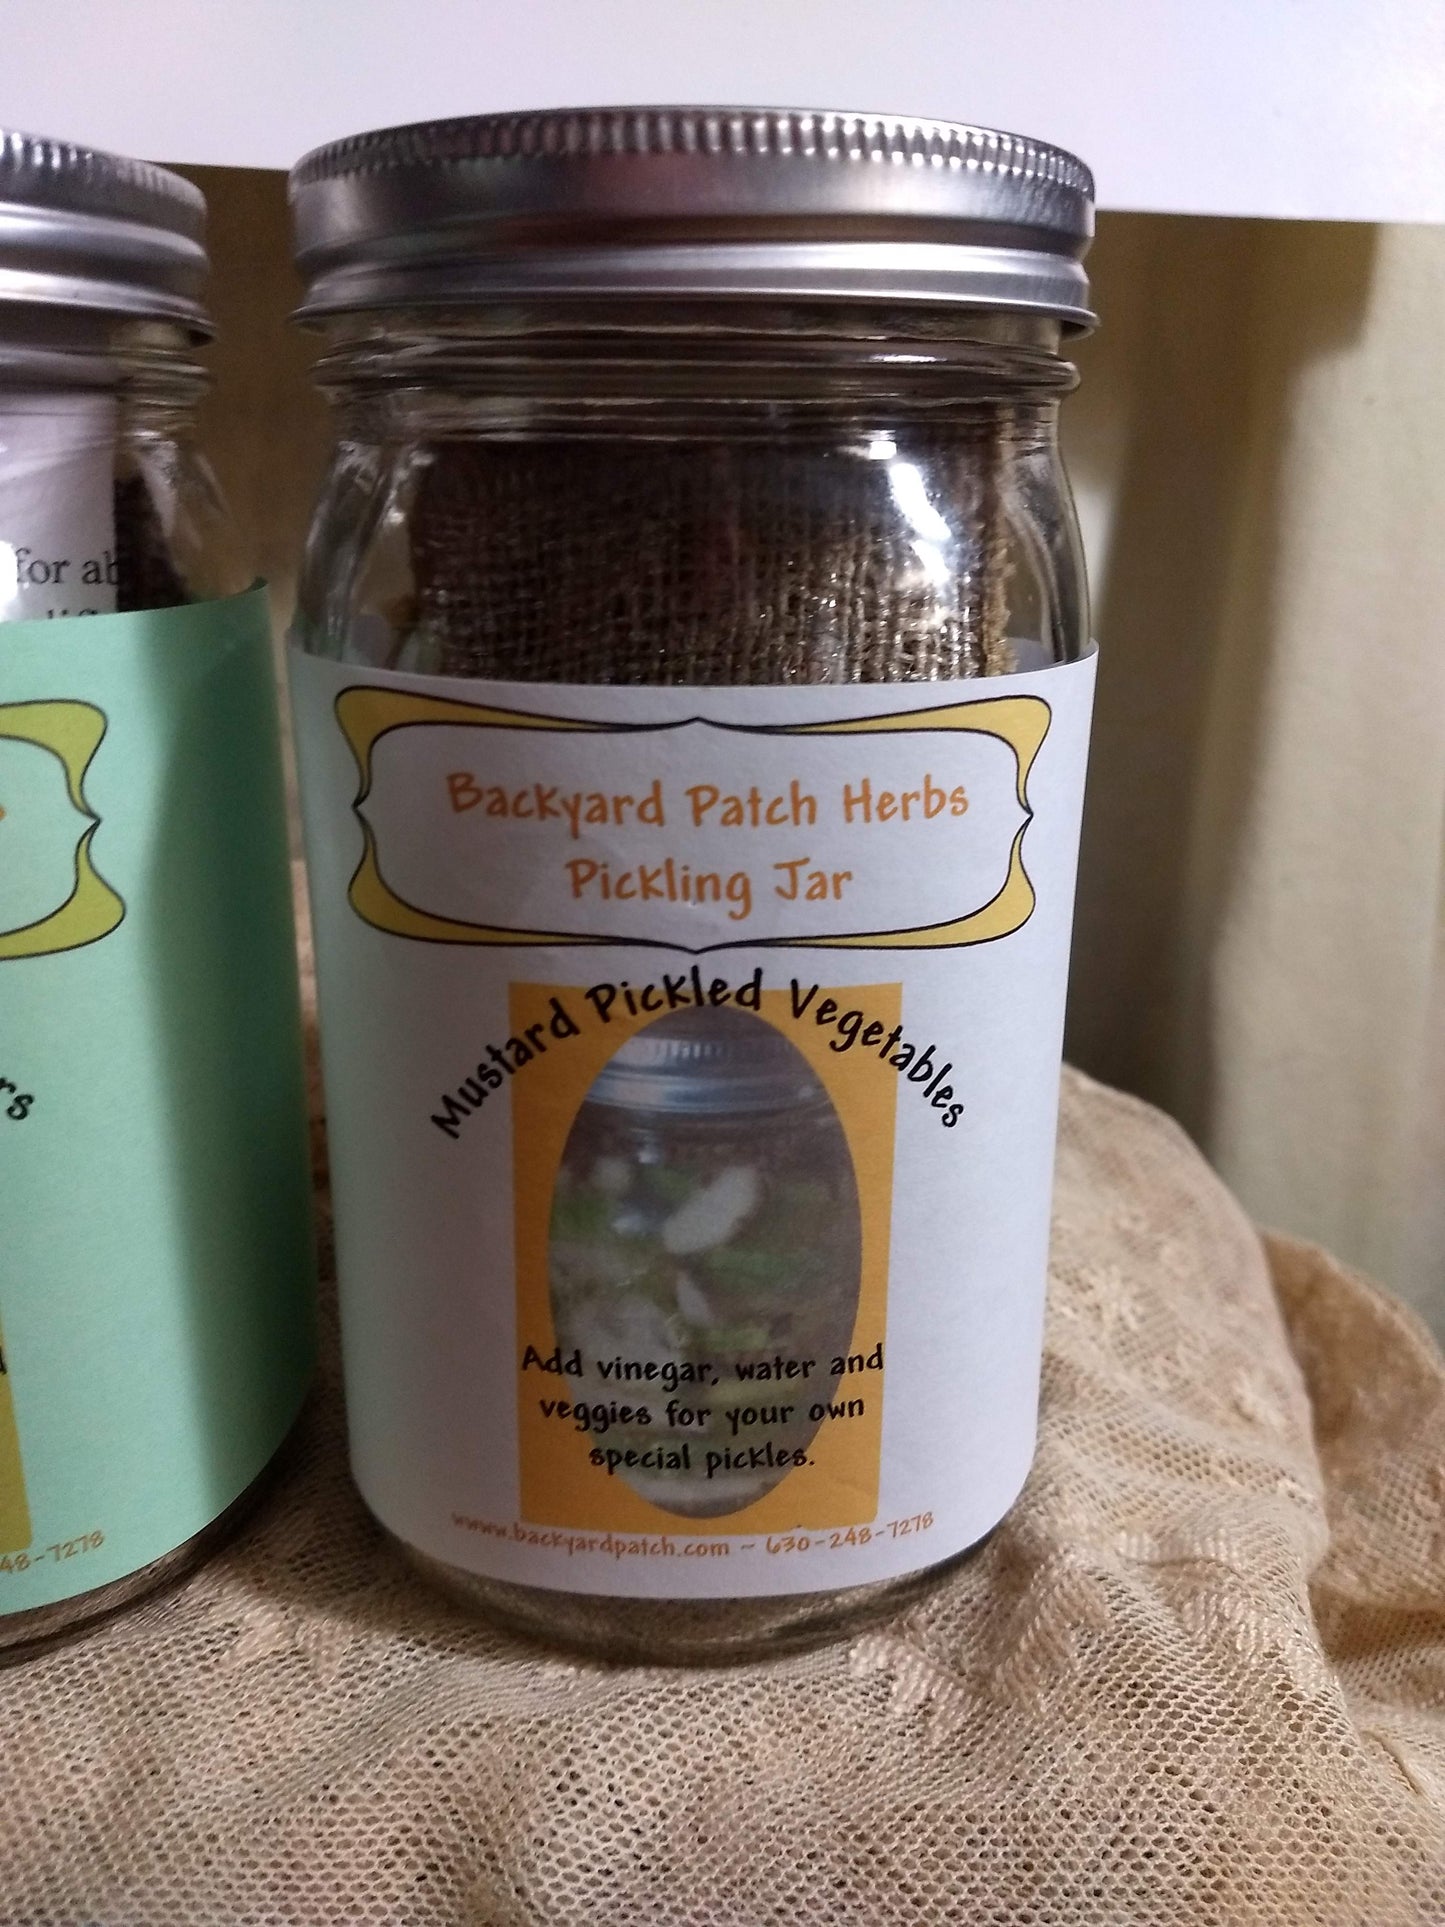 for ab
Backyard Patch Herbs
Pickling Jar
Mustard Pickled Vegetables
Add vinegar, water and
veggies for your own
special pickles.
www.backyardpatch.com ~ 630-248-7278
48-7278